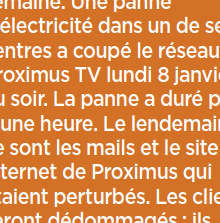 emaine. Une panne
électricité dans un de se
entres a coupé le réseau
roximus TV lundi 8 janvi
u soir. La panne a duré p
une heure. Le lendemai
e sont les mails et le site
ternet de Proximus qui
taient perturbés. Les clie
eront dédommagés : ils